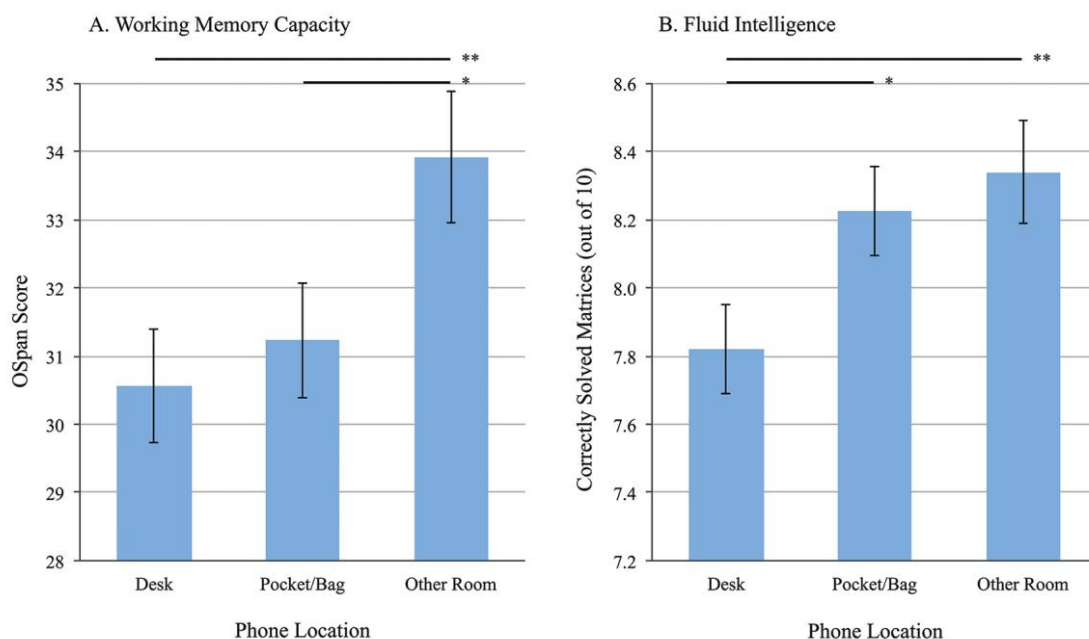 A. Working Memory Capacity
**
*
OSpan Score
35
34
33
32
31
30
29
28
Desk Pocket/Bag Other Room
Phone Location
B. Fluid Intelligence
**
*
Correctly Solved Matrices (out of 10)
8.6
8.4
8.2
8.0
7.8
7.6
7.4
7.2
Desk Pocket/Bag Other Room
Phone Location